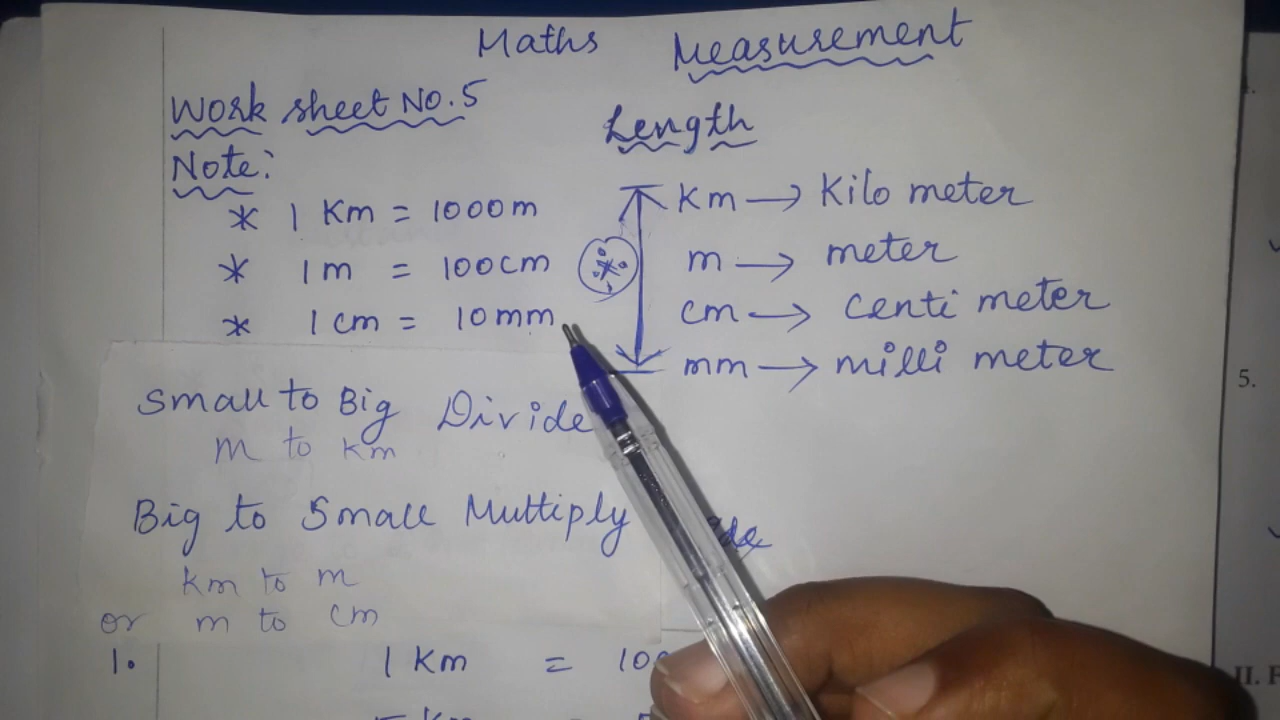 Maths Measurement
Work sheet No.5
Length
Note:
* 1 Km = 1000m
* 1m = 100cm
* 1cm = 10mm
km → Kilo meter
m → meter
cm → centi meter
mm → milli meter
Small to Big Divide
m to km
Big to Small Multiply
km to m
or m to cm
1. 1 Km =
5.